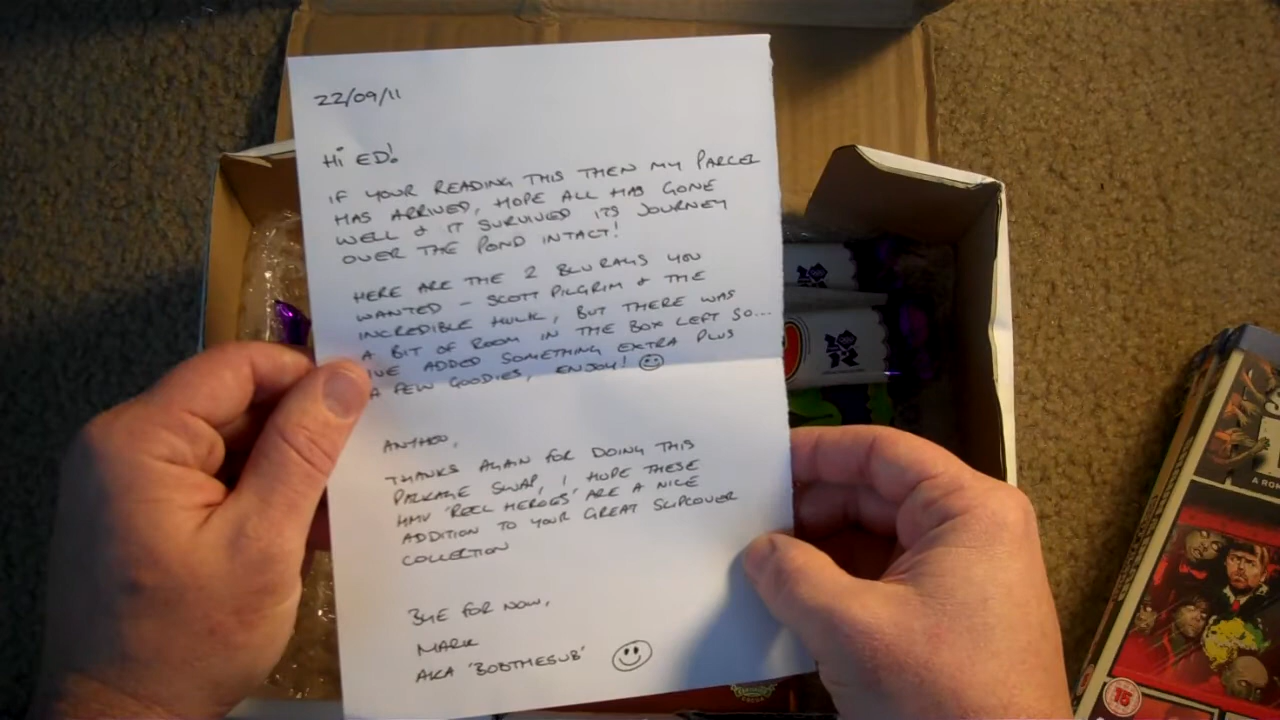 22/09/11
HI ED!
IF YOUR READING THIS THEN MY PARCEL
HAS ARRIVED, HOPE ALL HAS GONE
WELL & IT SURVIVED ITS JOURNEY
OVER THE POND INTACT!
HERE ARE THE 2 BLU RAYS YOU
WANTED - SCOTT PILGRIM & THE
INCREDIBLE HULK, BUT THERE WAS
A BIT OF ROOM IN THE BOX LEFT SO...
IVE ADDED SOMETHING EXTRA PLUS
A FEW GOODIES, ENJOY!
ANYHOO,
THANKS AGAIN FOR DOING THIS
PACKAGE SWAP, I HOPE THESE
HMV 'REEL HEROES' ARE A NICE
ADDITION TO YOUR GREAT SLIPCOVER
COLLECTION
BYE FOR NOW,
MARK
AKA 'BOBTHESUB'
15